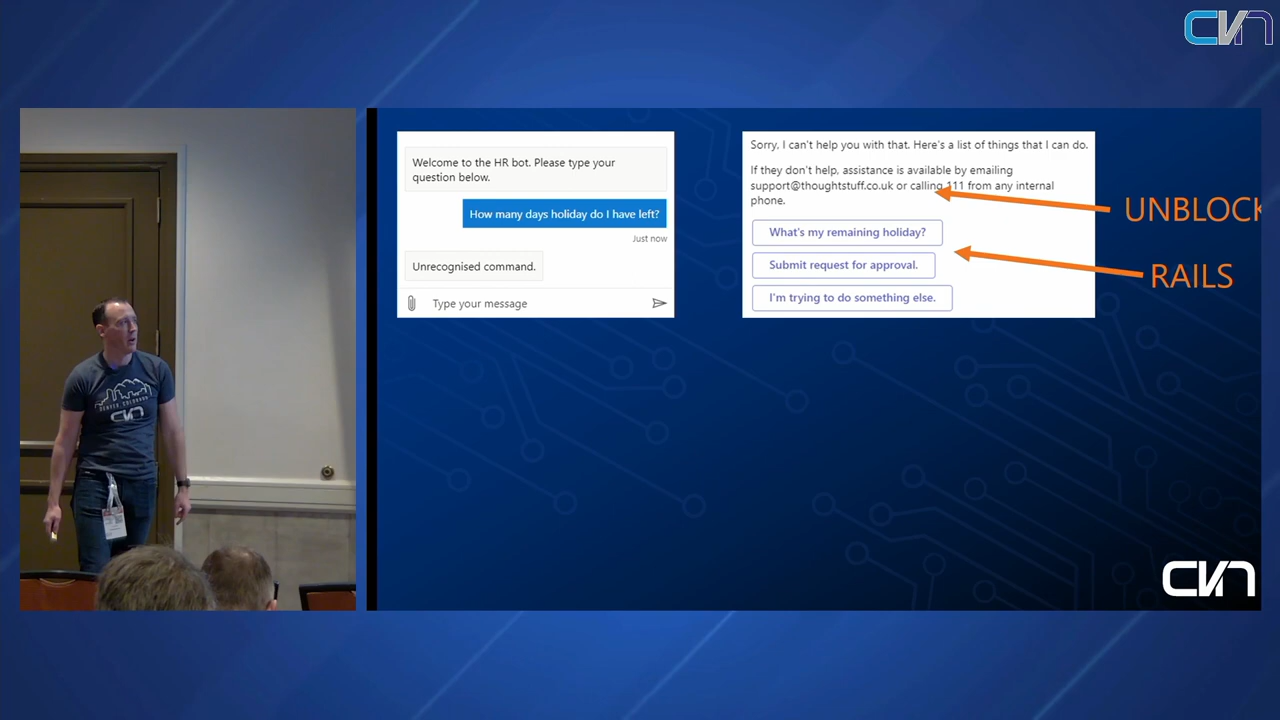 CVN
Welcome to the HR bot. Please type your
question below.
How many days holiday do I have left?
Just now
Unrecognised command.
Type your message
Sorry, I can't help you with that. Here's a list of things that I can do.
If they don't help, assistance is available by emailing
support@thoughtstuff.co.uk or calling 111 from any internal
phone.
What's my remaining holiday?
Submit request for approval.
I'm trying to do something else.
UNBLOCK
RAILS
DENVER, COLORADO
CVN
CVN